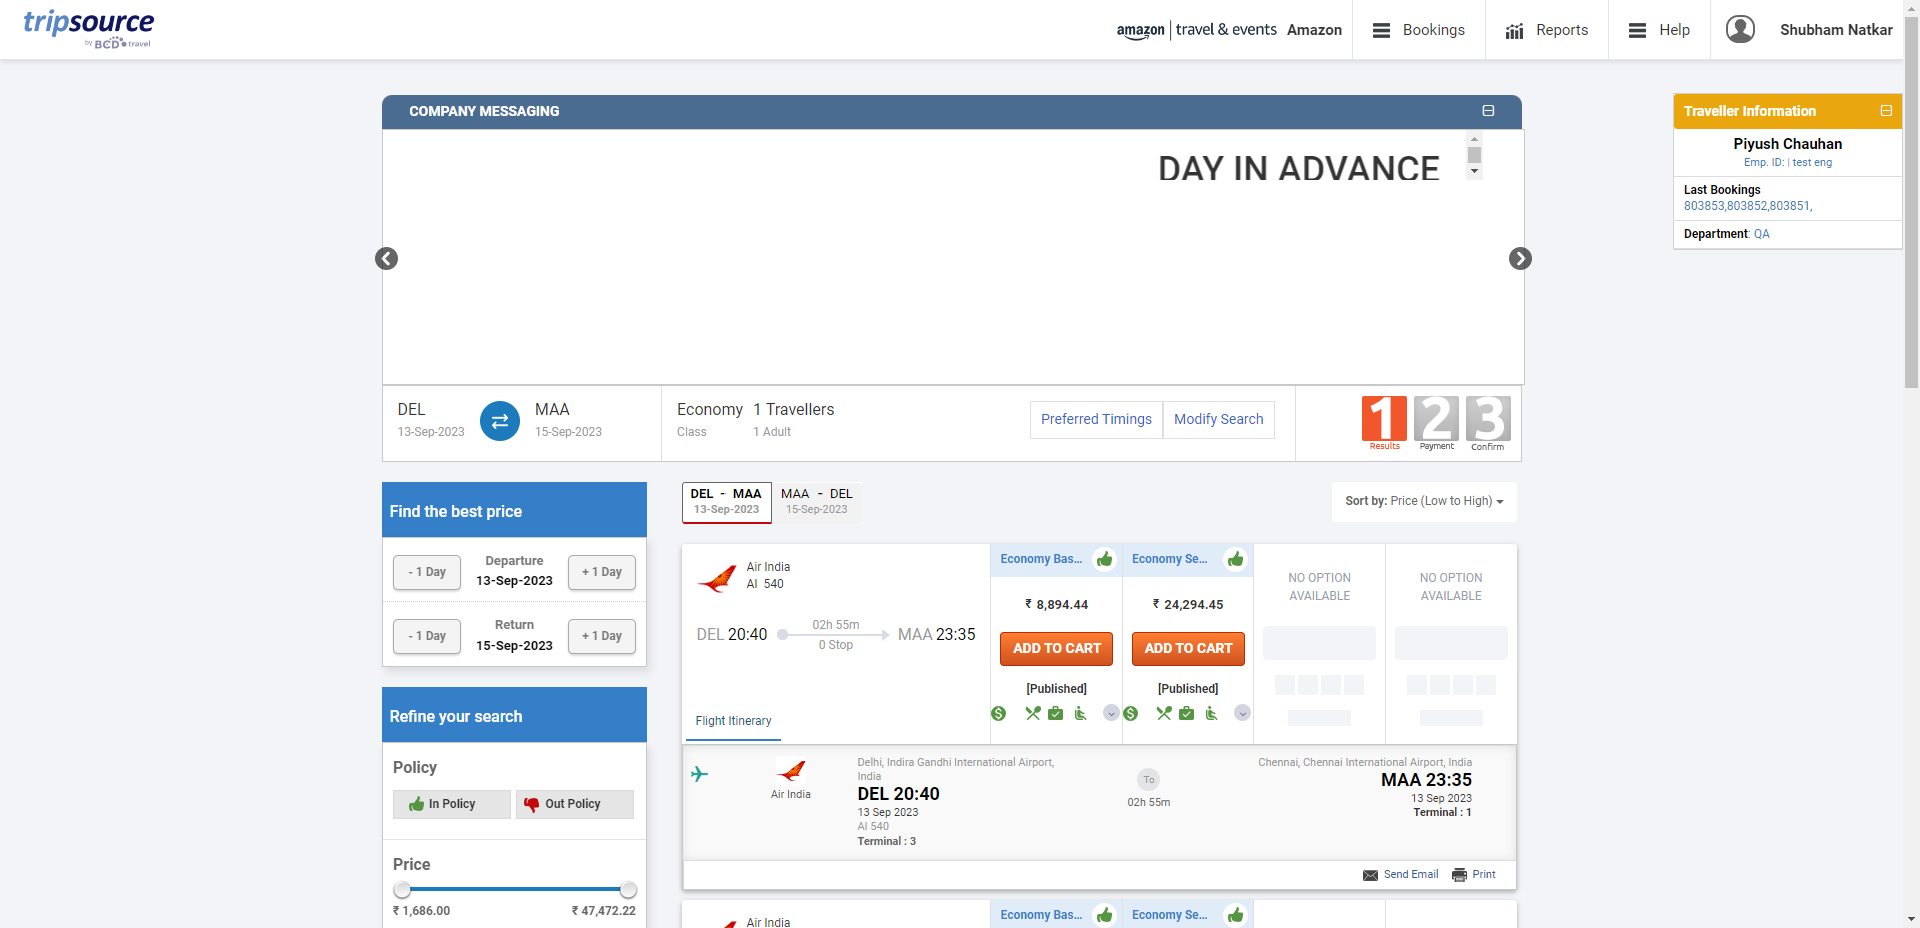 tripsource
by BCD travel
amazon | travel & events Amazon
Bookings
Reports
Help
Shubham Natkar
COMPANY MESSAGING
DAY IN ADVANCE
Traveller Information
Piyush Chauhan
Emp. ID: | test eng
Last Bookings
803853,803852,803851,
Department: QA
DEL
13-Sep-2023
MAA
15-Sep-2023
Economy
Class
1 Travellers
1 Adult
Preferred Timings
Modify Search
1
Results
2
Payment
3
Confirm
Find the best price
- 1 Day
Departure
13-Sep-2023
+ 1 Day
- 1 Day
Return
15-Sep-2023
+ 1 Day
Refine your search
Policy
In Policy
Out Policy
Price
₹ 1,686.00
₹ 47,472.22
DEL - MAA
13-Sep-2023
MAA - DEL
15-Sep-2023
Sort by: Price (Low to High)
Air India
AI 540
DEL 20:40
02h 55m
0 Stop
MAA 23:35
Flight Itinerary
Economy Bas...
₹ 8,894.44
ADD TO CART
[Published]
Economy Se...
₹ 24,294.45
ADD TO CART
[Published]
NO OPTION
AVAILABLE
NO OPTION
AVAILABLE
Air India
Delhi, Indira Gandhi International Airport,
India
DEL 20:40
13 Sep 2023
AI 540
Terminal : 3
To
02h 55m
Chennai, Chennai International Airport, India
MAA 23:35
13 Sep 2023
Terminal : 1
Send Email
Print
Air India
Economy Bas...
Economy Se...